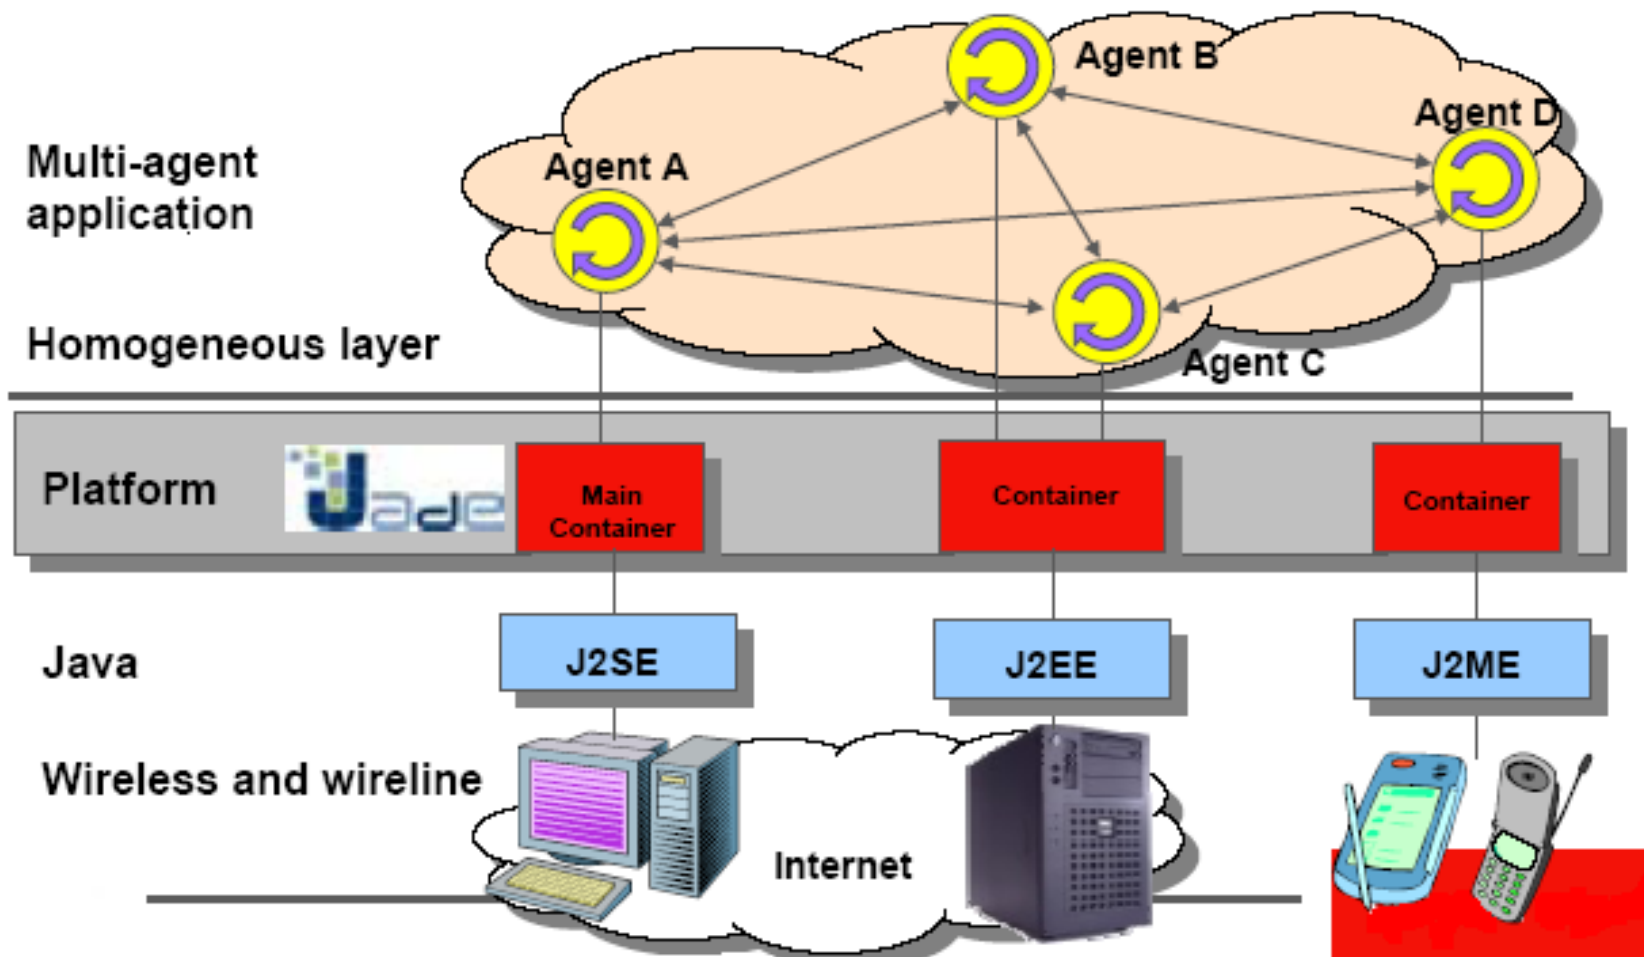 Agent B
Agent D
Multi-agent
application
Agent A
Homogeneous layer
Agent C
Platform
Jade
Main
Container
Container
Container
Java
J2SE
J2EE
J2ME
Wireless and wireline
Internet